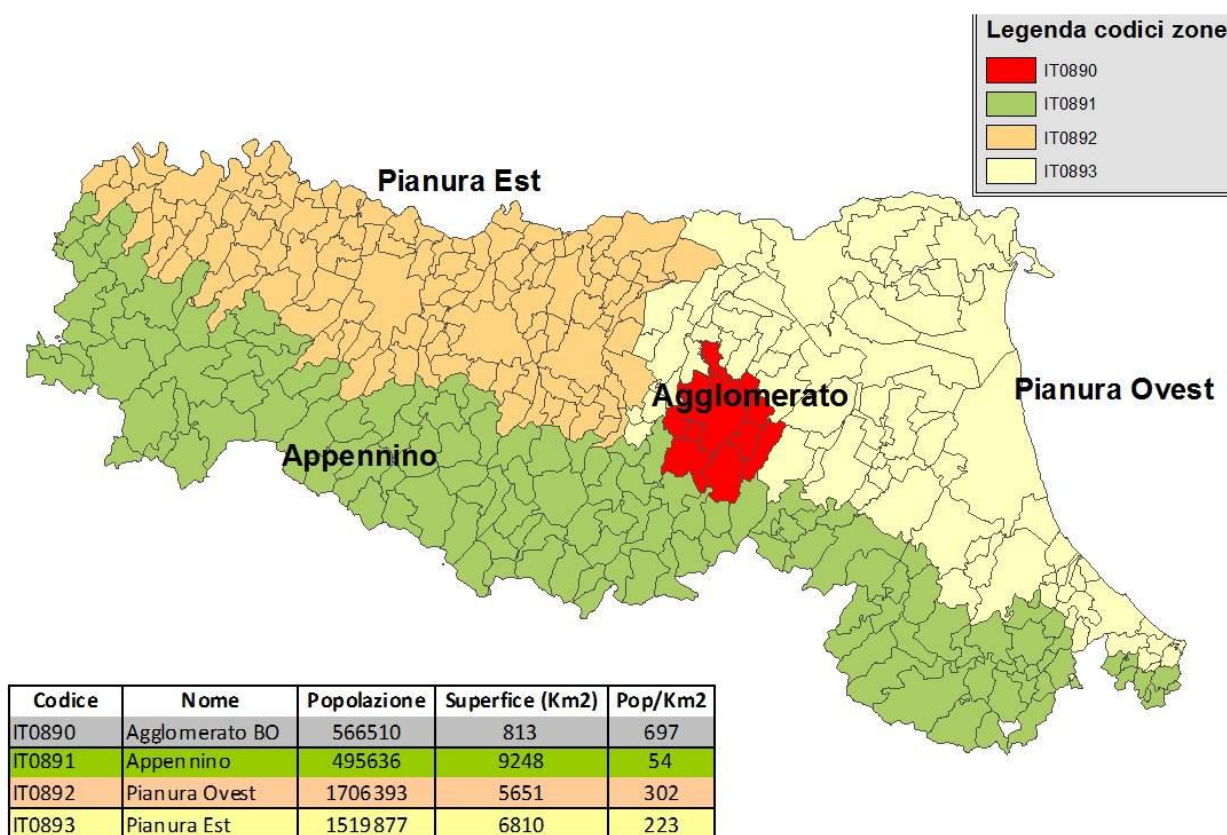 Legenda codici zone
IT0890
IT0891
IT0892
IT0893
Pianura Est
Agglomerato
Pianura Ovest
Appennino
Codice Nome Popolazione Superfice (Km2) Pop/Km2
IT0890 Agglomerato BO 566510 813 697
IT0891 Appennino 495636 9248 54
IT0892 Pianura Ovest 1706393 5651 302
IT0893 Pianura Est 1519877 6810 223